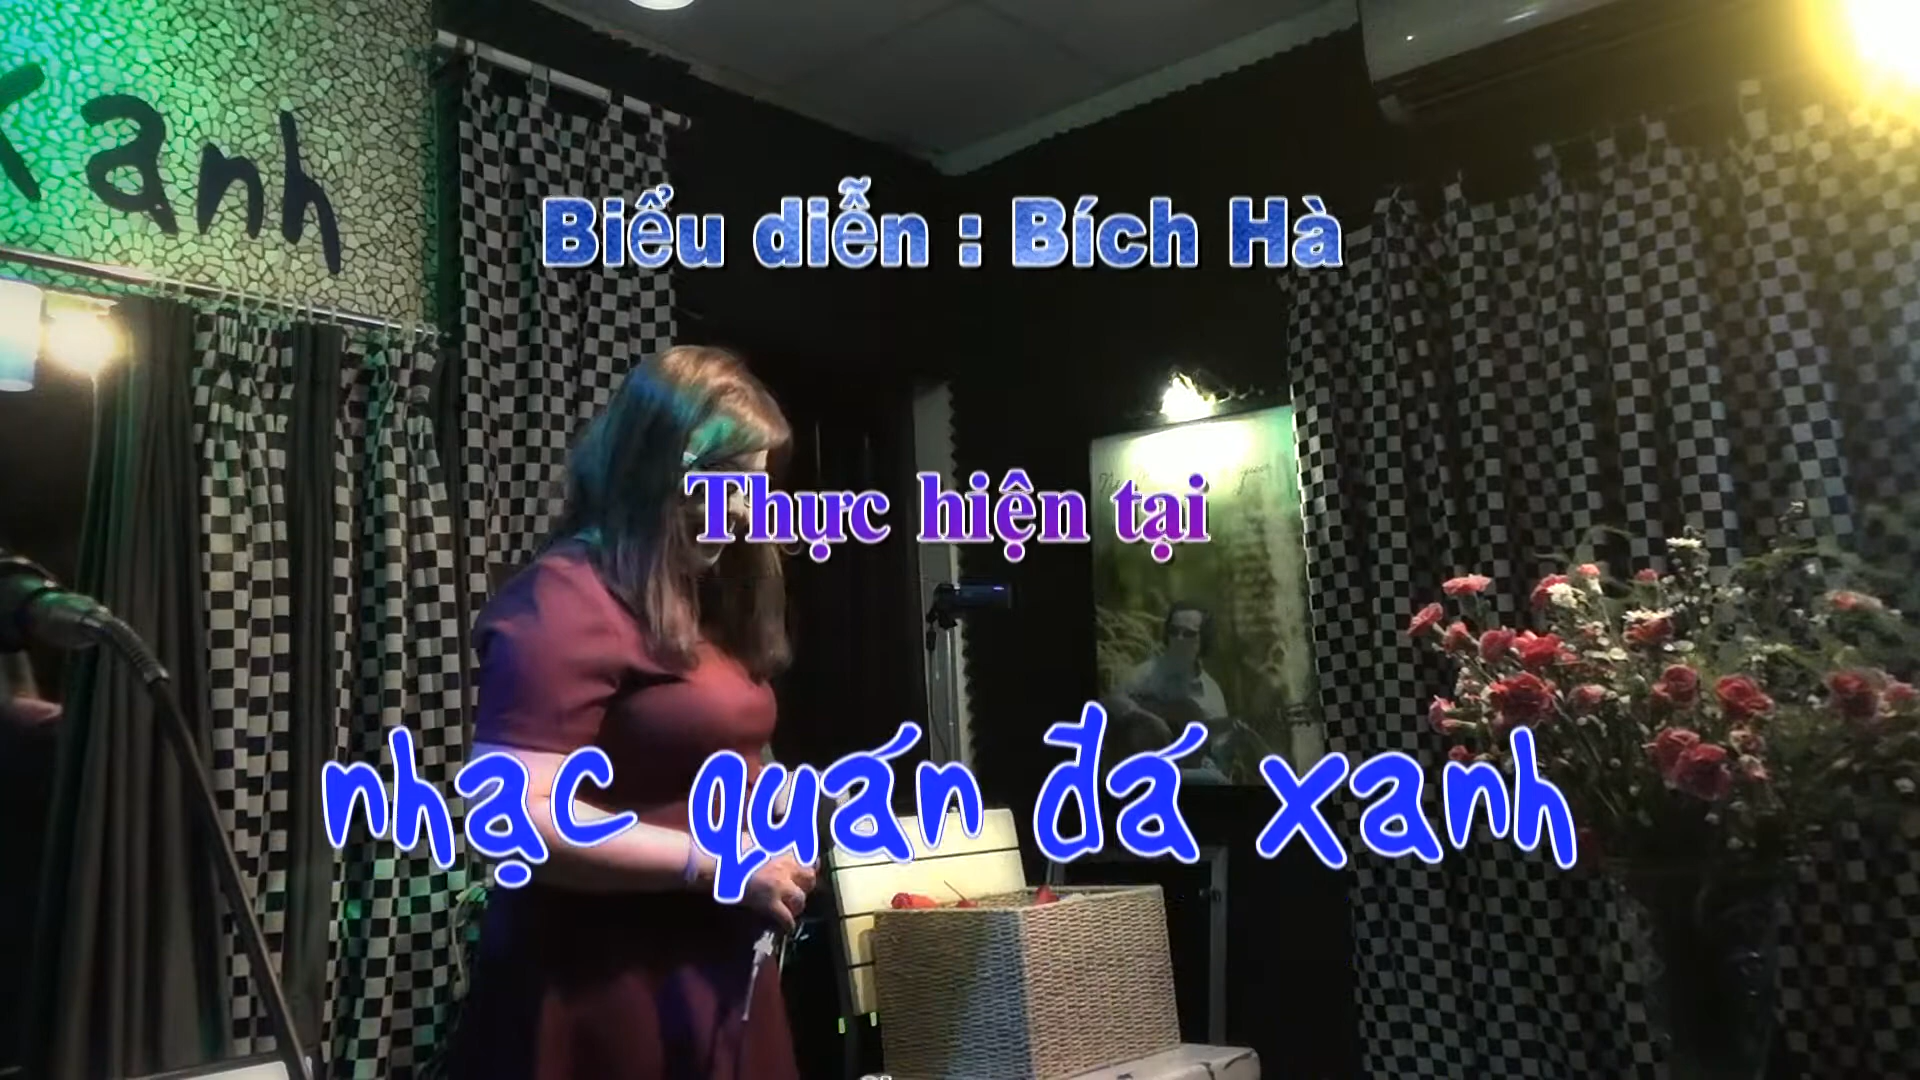 xanh
Biểu diễn : Bích Hà
Thực hiện tại
nhạc quán đá xanh